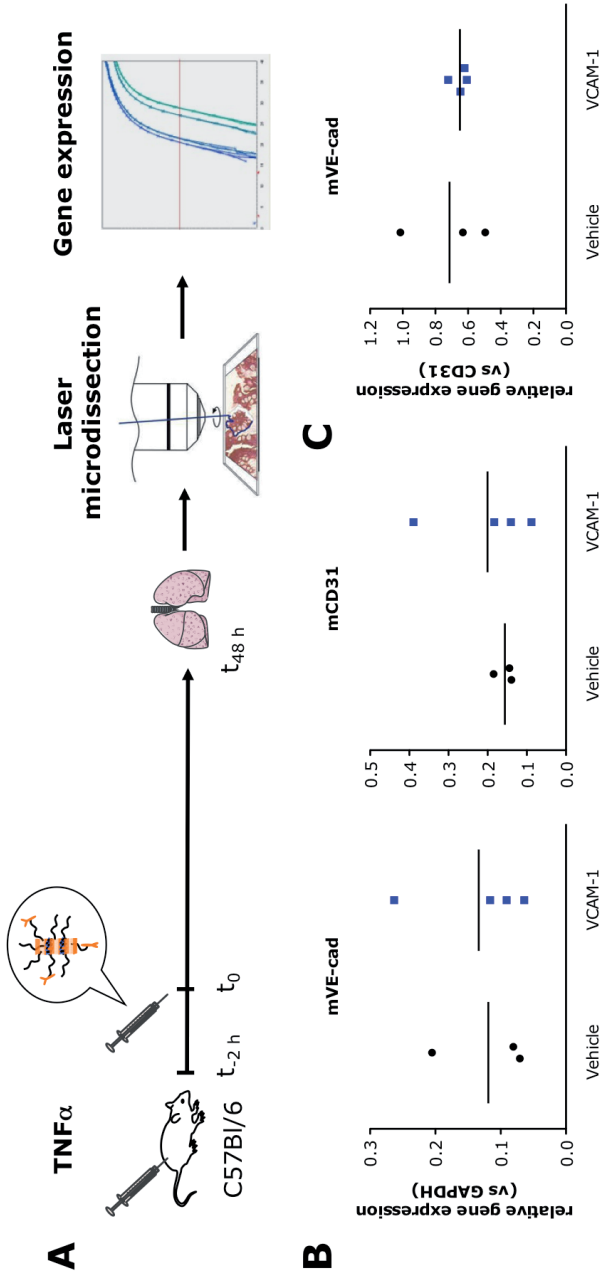 A
TNFα
C57Bl/6
t-2 h
t0
t48 h
Laser
microdissection
Gene expression
B
mVE-cad
relative gene expression
(vs GAPDH)
0.3
0.2
0.1
0.0
Vehicle
VCAM-1
mCD31
0.5
0.4
0.3
0.2
0.1
0.0
Vehicle
VCAM-1
C
mVE-cad
relative gene expression
(vs CD31)
1.2
1.0
0.8
0.6
0.4
0.2
0.0
Vehicle
VCAM-1